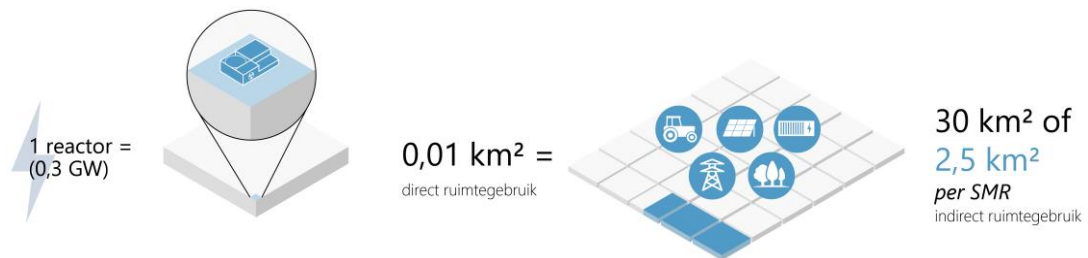 1 reactor =
(0,3 GW)
0,01 km² =
direct ruimtegebruik
30 km² of
2,5 km²
per SMR
indirect ruimtegebruik